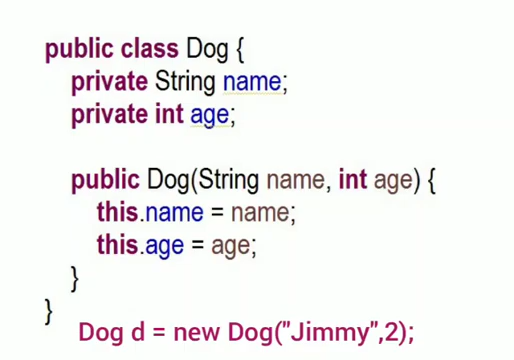 public class Dog {
private String name;
private int age;
public Dog(String name, int age) {
this.name = name;
this.age = age;
}
}
Dog d = new Dog("Jimmy",2);